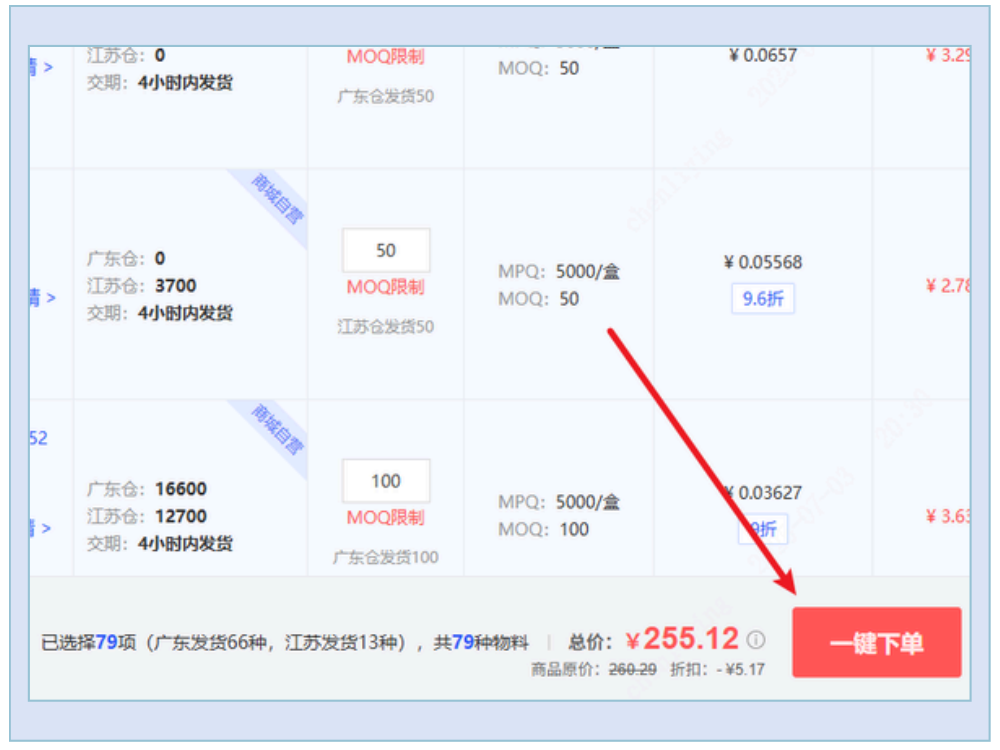 情 >
江苏仓：0
交期：4小时内发货
MOQ限制
广东仓发货50
MOQ：50
￥0.0657
￥3.29
商城自营
情 >
广东仓：0
江苏仓：3700
交期：4小时内发货
50
MOQ限制
江苏仓发货50
MPQ：5000/盒
MOQ：50
￥0.05568
9.6折
￥2.78
商城自营
52
情 >
广东仓：16600
江苏仓：12700
交期：4小时内发货
100
MOQ限制
广东仓发货100
MPQ：5000/盒
MOQ：100
￥0.03627
9折
￥3.63
已选择79项（广东发货66种，江苏发货13种），共79种物料 | 总价：￥255.12
商品原价：260.29 折扣：-￥5.17
一键下单